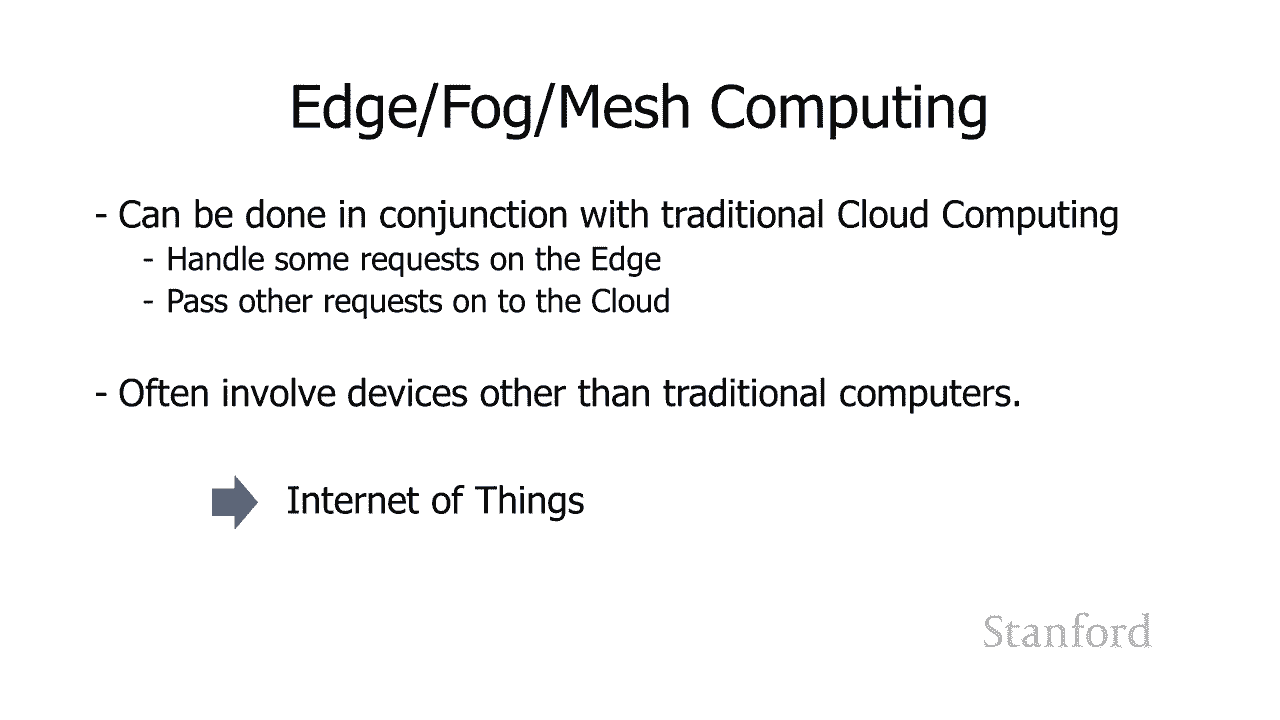 Edge/Fog/Mesh Computing
- Can be done in conjunction with traditional Cloud Computing
- Handle some requests on the Edge
- Pass other requests on to the Cloud
- Often involve devices other than traditional computers.
Internet of Things
Stanford